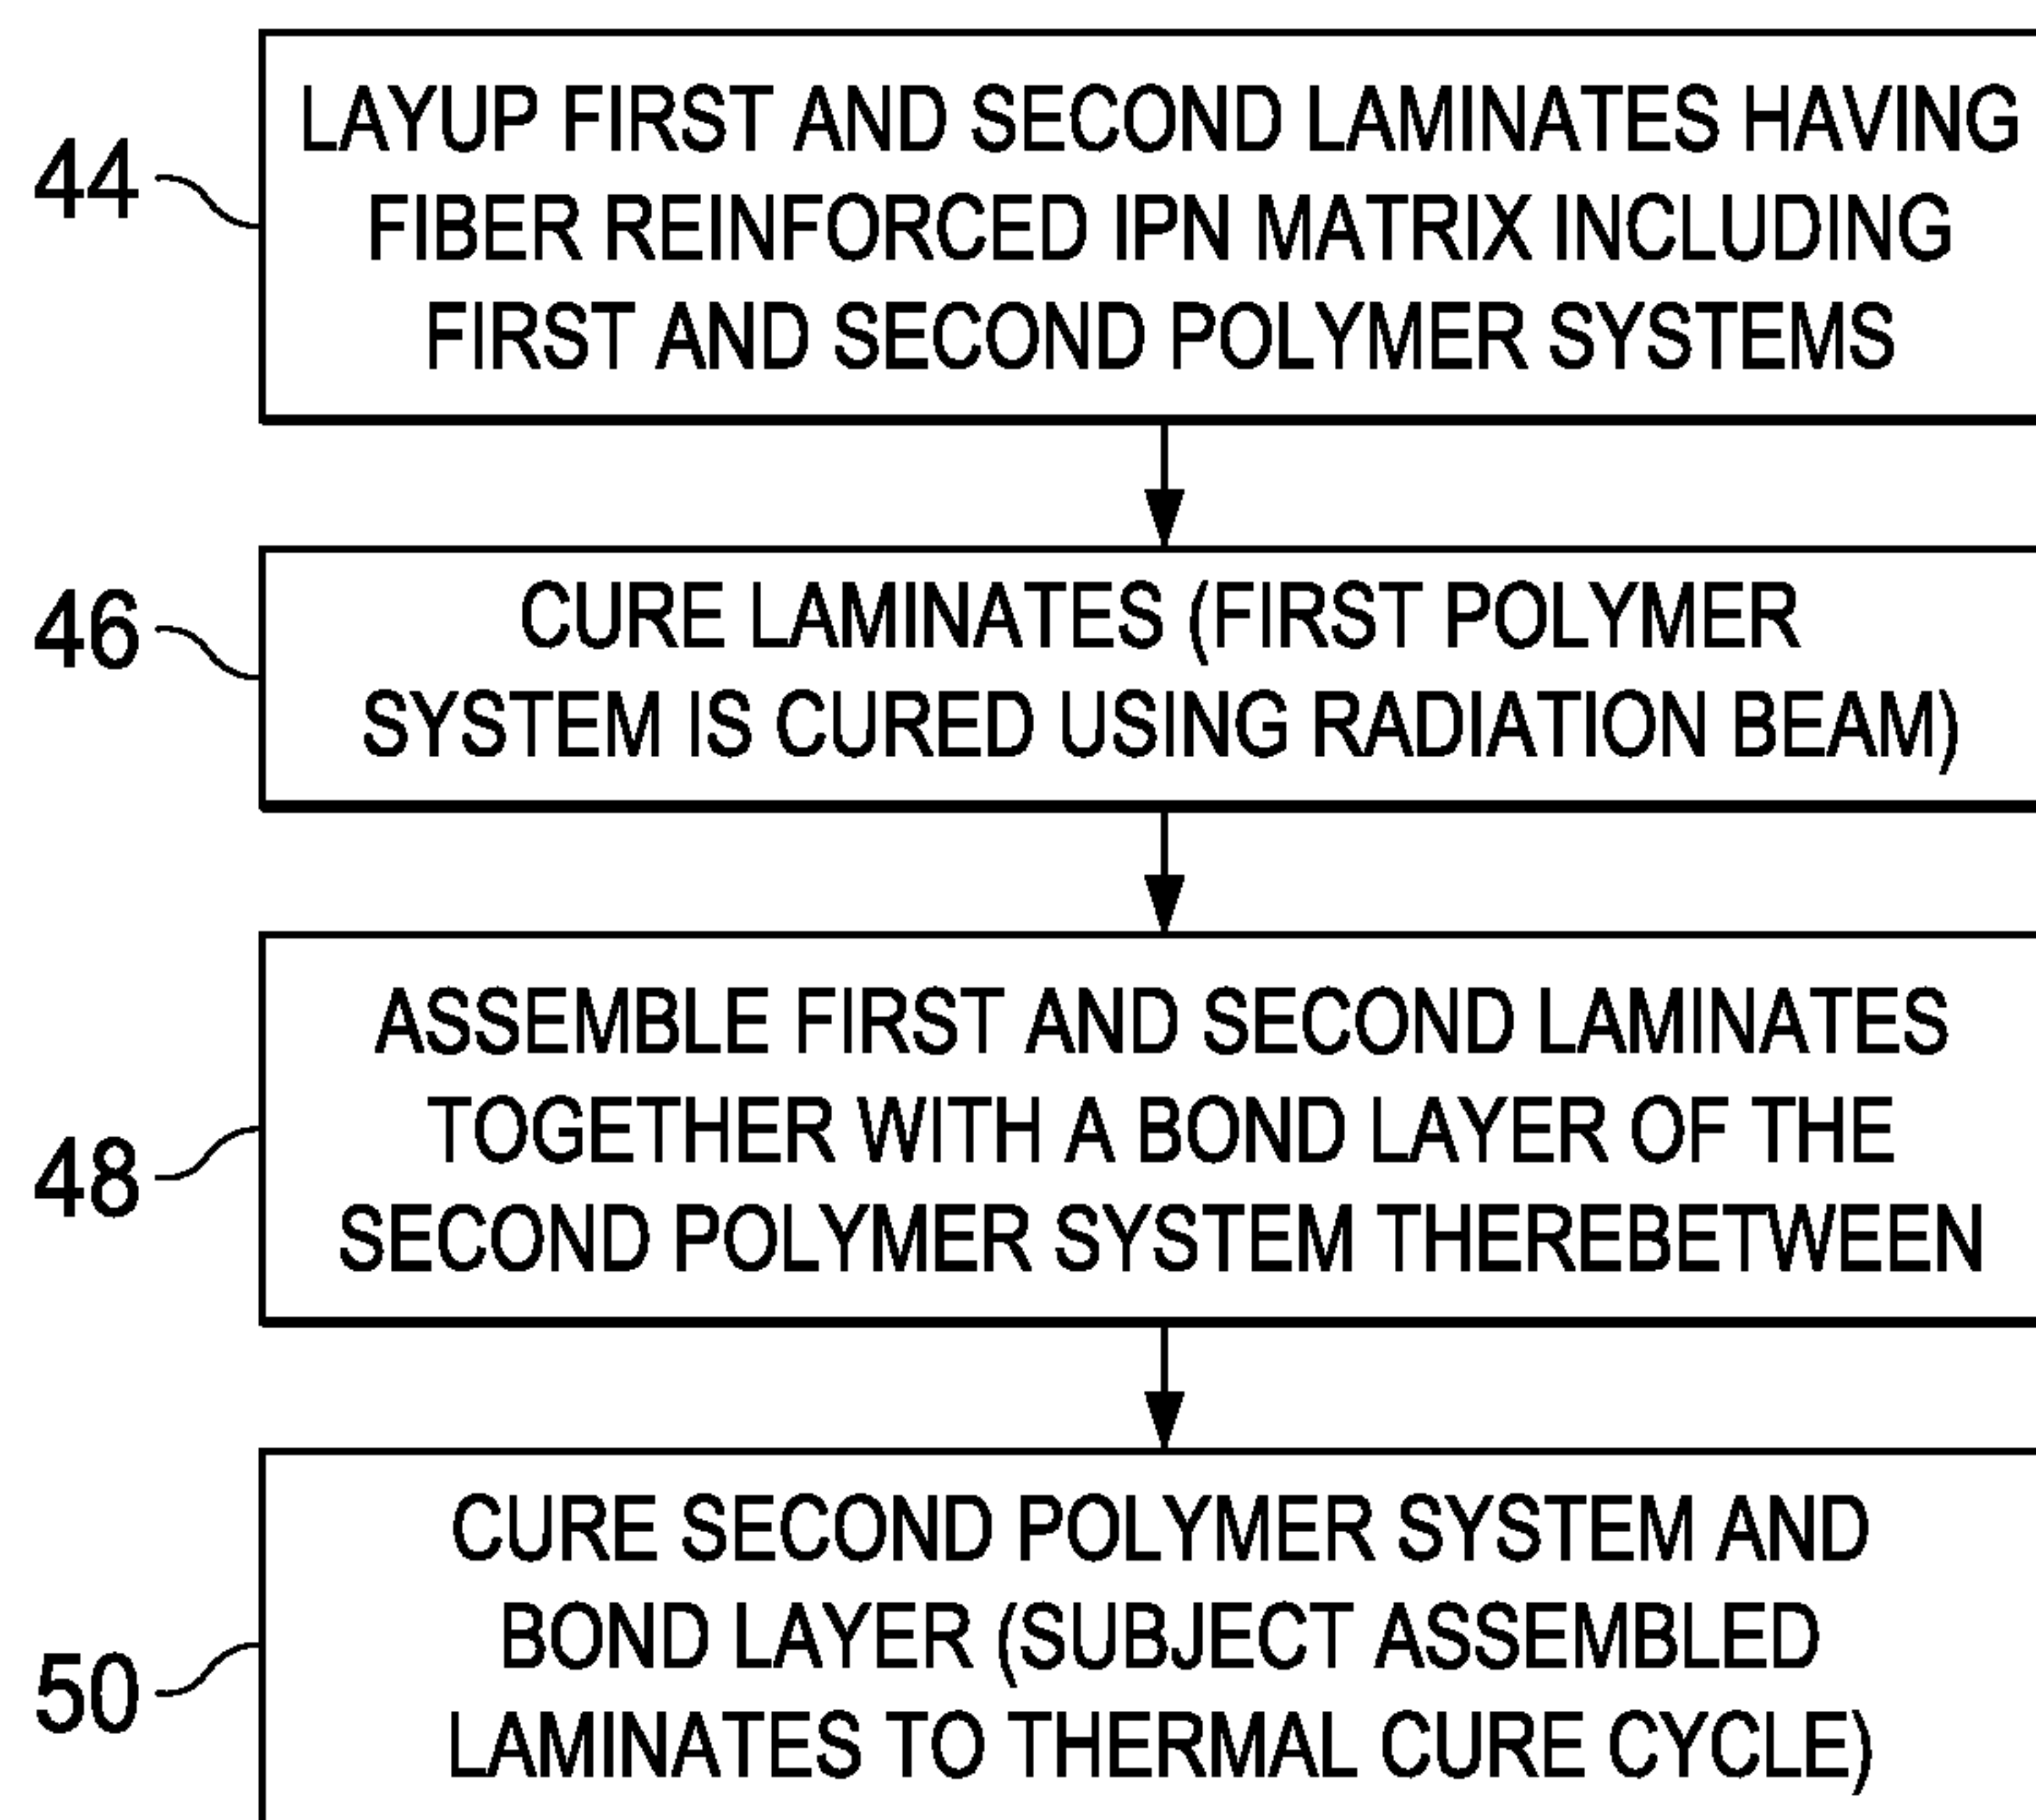 44
LAYUP FIRST AND SECOND LAMINATES HAVING
FIBER REINFORCED IPN MATRIX INCLUDING
FIRST AND SECOND POLYMER SYSTEMS
46
CURE LAMINATES (FIRST POLYMER
SYSTEM IS CURED USING RADIATION BEAM)
48
ASSEMBLE FIRST AND SECOND LAMINATES
TOGETHER WITH A BOND LAYER OF THE
SECOND POLYMER SYSTEM THEREBETWEEN
50
CURE SECOND POLYMER SYSTEM AND
BOND LAYER (SUBJECT ASSEMBLED
LAMINATES TO THERMAL CURE CYCLE)